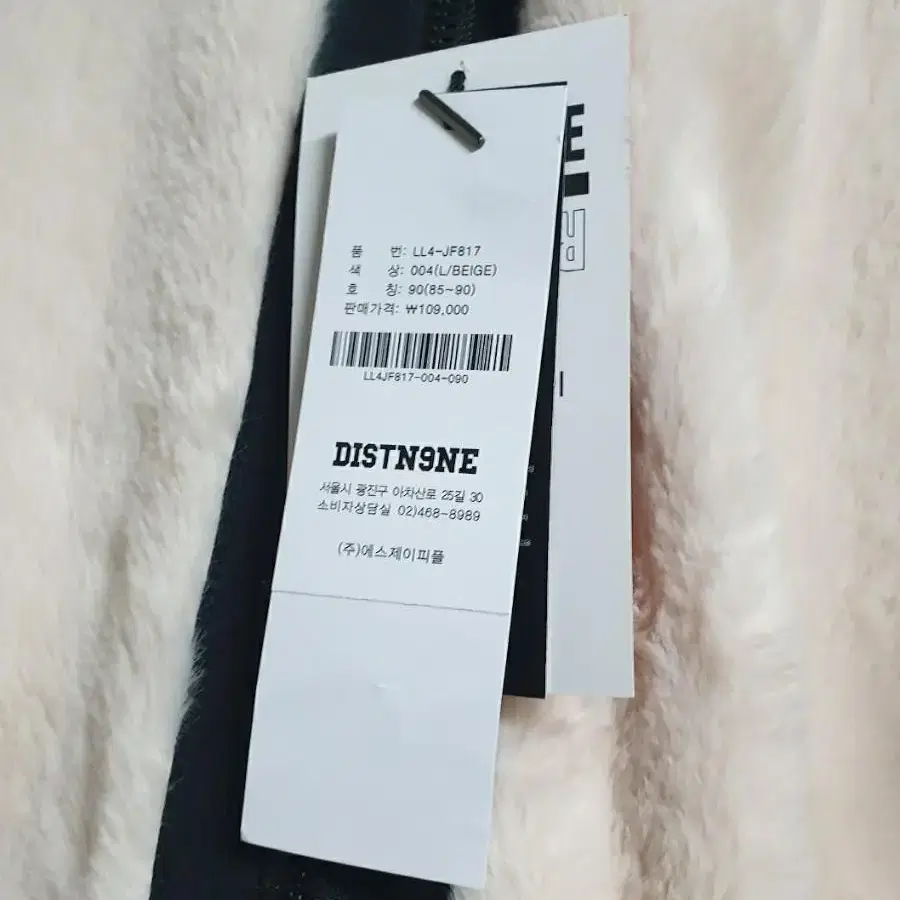 품 번: LL4-JF817
색 상: 004(L/BEIGE)
호 칭: 90(85~90)
판매가격: ₩109,000
LL4JF817-004-090
DISTN9NE
서울시 광진구 아차산로 25길 30
소비자상담실 02)468-8989
(주)에스제이피플
E